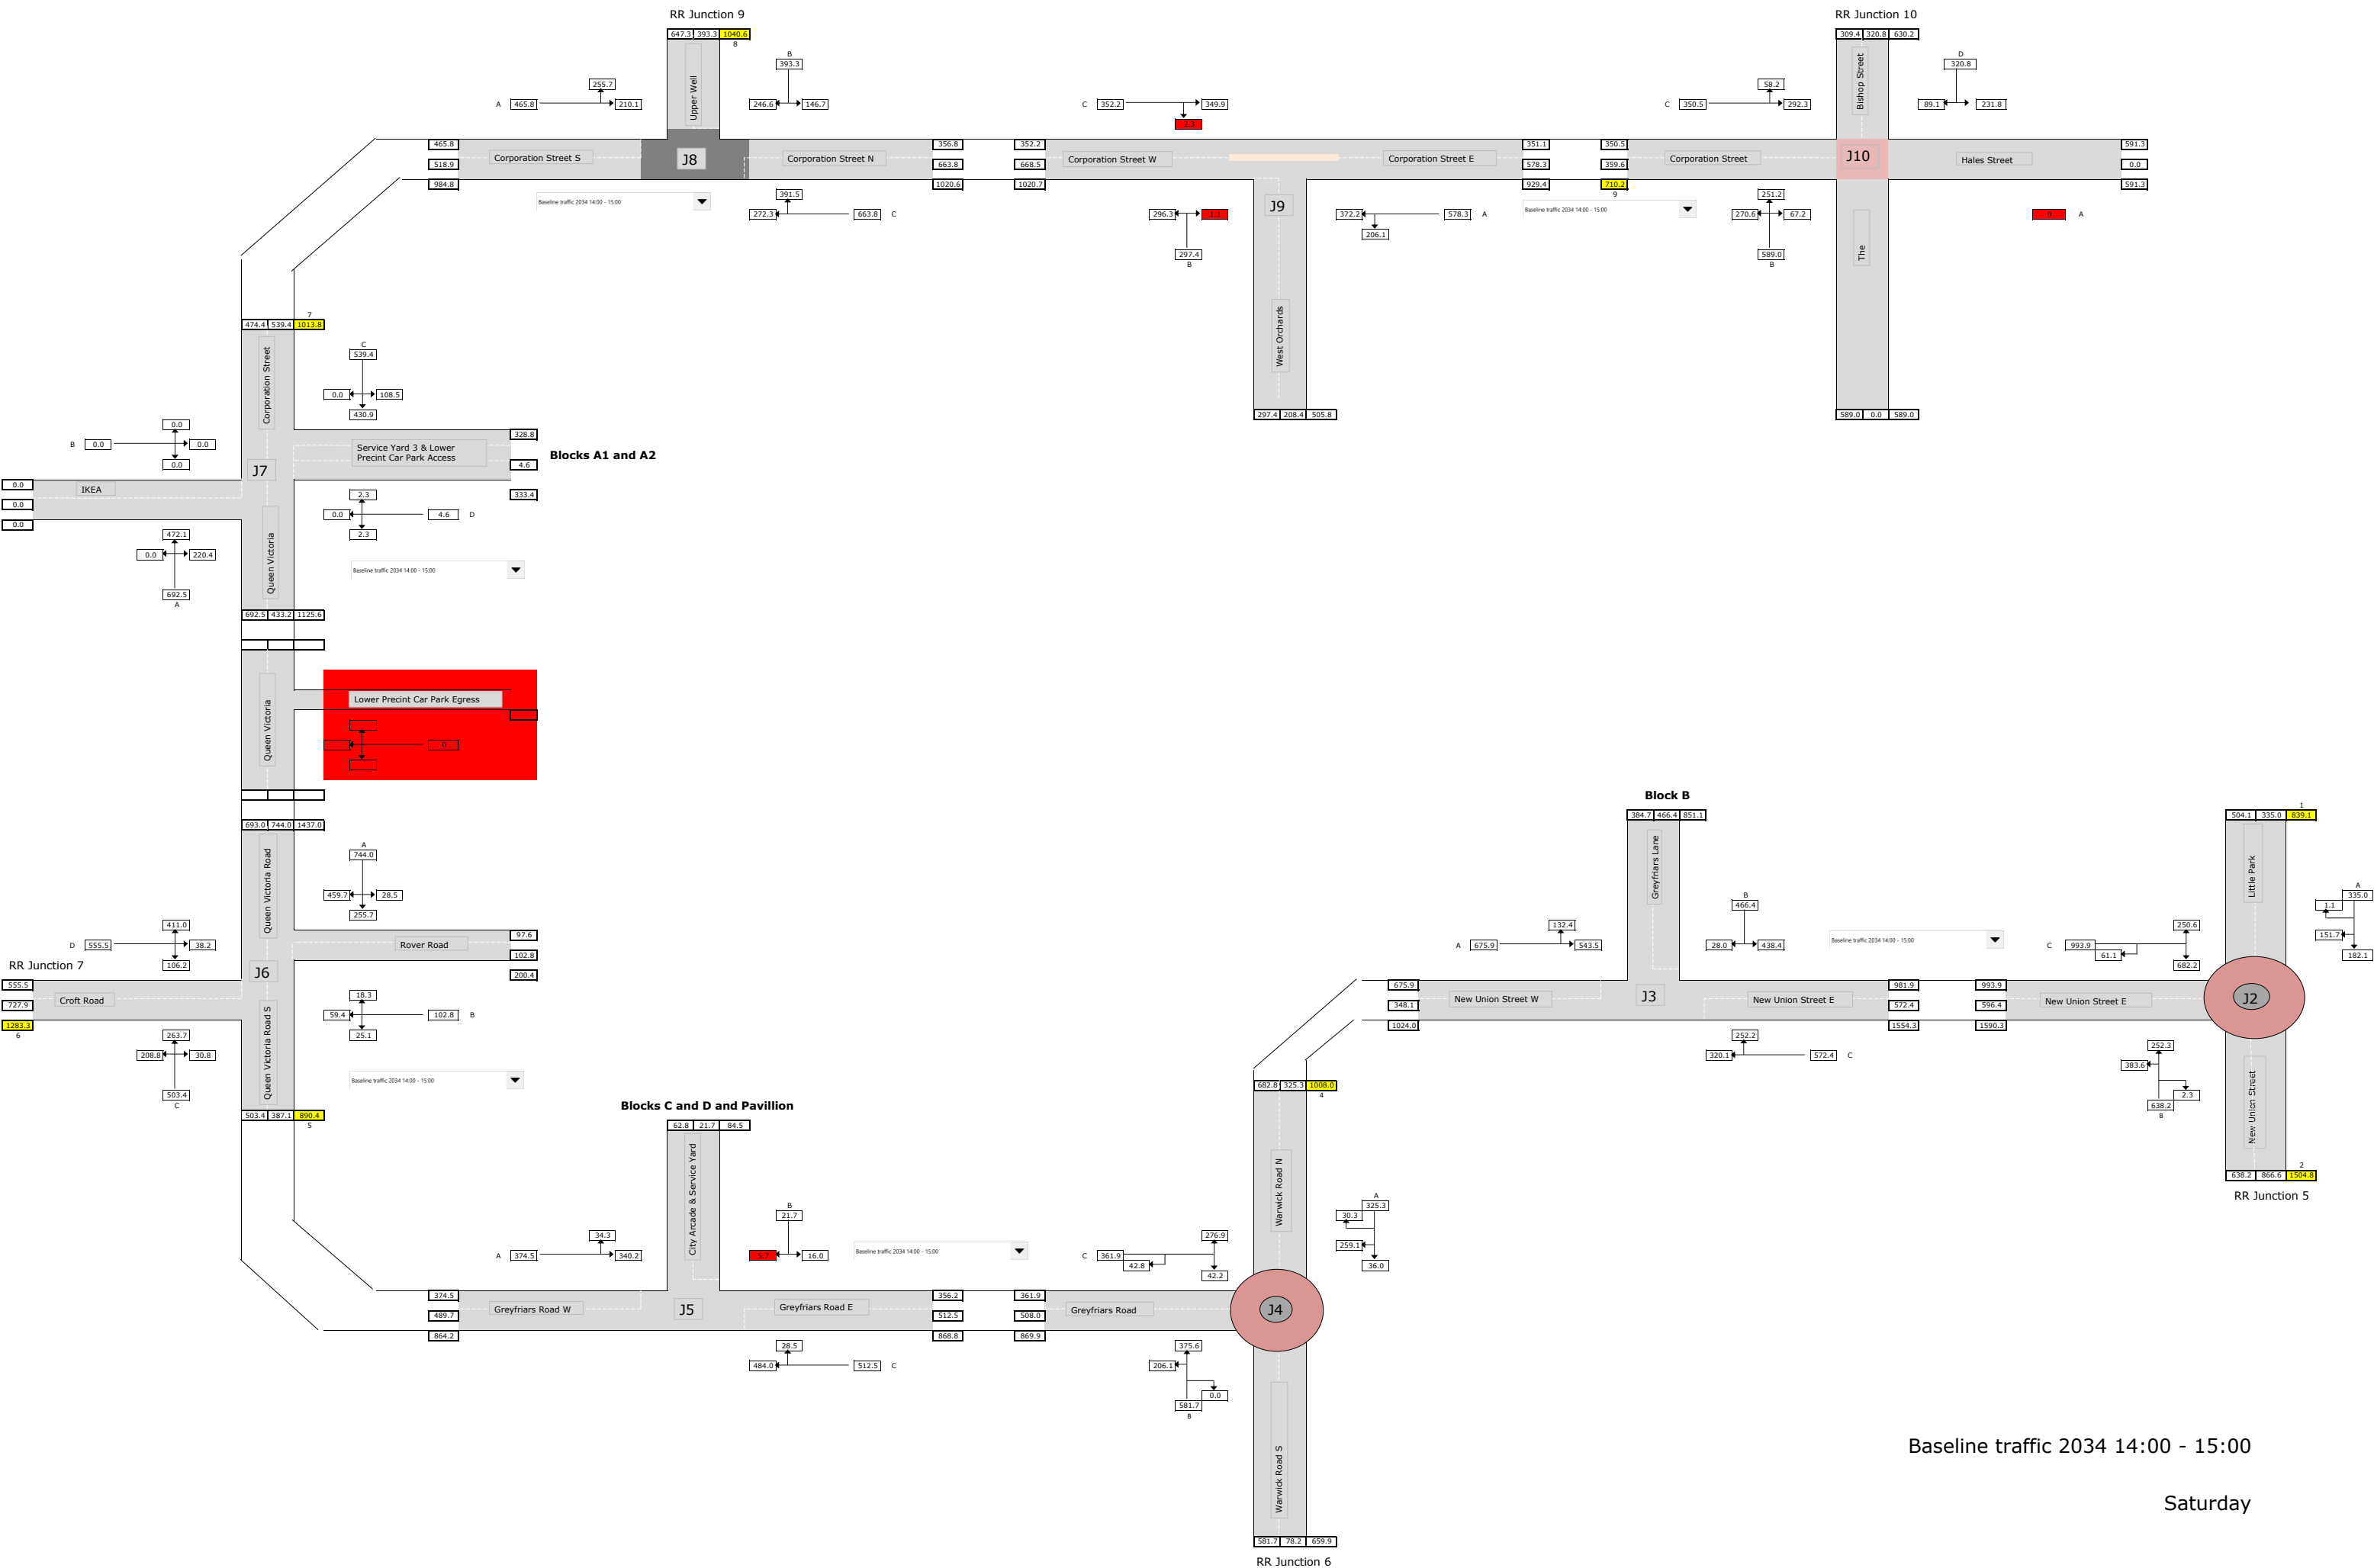 RR Junction 9
RR Junction 10
647.3 393.3 1040.6
8
309.4 320.8 630.2
B
393.3
D
320.8
255.7
A 465.8 210.1
246.6 146.7
C 352.2 349.9
58.2
C 350.5 292.3
89.1 231.8
Upper Well
Bishop Street
465.8
518.9
984.8
Corporation Street S
J8
Corporation Street N
356.8
663.8
1020.6
352.2
668.5
1020.7
Corporation Street W
Corporation Street E
351.1
578.3
929.4
350.5
359.6
710.2
9
Corporation Street
J10
Hales Street
591.3
0.0
591.3
Baseline traffic 2034 14:00 - 15:00
391.5
272.3 663.8 C
296.3 1.1
297.4
B
J9
372.2 578.3 A
206.1
Baseline traffic 2034 14:00 - 15:00
251.2
270.6 67.2
589.0
B
The
0 A
West Orchards
297.4 208.4 505.8
589.0 0.0 589.0
7
474.4 539.4 1013.8
C
539.4
0.0 108.5
430.9
Corporation Street
0.0
B 0.0 0.0
0.0
328.8
4.6
333.4
Service Yard 3 & Lower
Precint Car Park Access
Blocks A1 and A2
J7
0.0
0.0
0.0
IKEA
2.3
0.0 4.6 D
2.3
472.1
0.0 220.4
692.5
A
Queen Victoria
Baseline traffic 2034 14:00 - 15:00
692.5 433.2 1125.6
Lower Precint Car Park Egress
Queen Victoria
0
693.0 744.0 1437.0
A
744.0
459.7 28.5
255.7
Queen Victoria Road
411.0
D 555.5 38.2
106.2
Rover Road
97.6
102.8
200.4
RR Junction 7
J6
555.5
727.9
1283.3
6
Croft Road
18.3
59.4 102.8 B
25.1
263.7
208.8 30.8
503.4
C
Queen Victoria Road S
Baseline traffic 2034 14:00 - 15:00
503.4 387.1 890.4
5
Block B
384.7 466.4 851.1
1
504.1 335.0 839.1
Greyfriars Lane
Little Park
B
466.4
28.0 438.4
132.4
A 675.9 543.5
Baseline traffic 2034 14:00 - 15:00
250.6
C 993.9
61.1
682.2
A
335.0
1.1
151.7
182.1
675.9
348.1
1024.0
New Union Street W
J3
New Union Street E
981.9
572.4
1554.3
993.9
596.4
1590.3
New Union Street E
J2
252.2
320.1 572.4 C
252.3
383.6
2.3
638.2
B
New Union Street
2
638.2 866.6 1504.8
RR Junction 5
682.8 325.3 1008.0
4
Blocks C and D and Pavillion
62.8 21.7 84.5
City Arcade & Service Yard
Warwick Road N
B
21.7
5.7 16.0
34.3
A 374.5 340.2
Baseline traffic 2034 14:00 - 15:00
276.9
C 361.9
42.8
42.2
A
325.3
30.3
259.1
36.0
374.5
489.7
864.2
Greyfriars Road W
J5
Greyfriars Road E
356.2
512.5
868.8
361.9
508.0
869.9
Greyfriars Road
J4
28.5
484.0 512.5 C
375.6
206.1
0.0
581.7
B
Warwick Road S
581.7 78.2 659.9
RR Junction 6
Baseline traffic 2034 14:00 - 15:00
Saturday